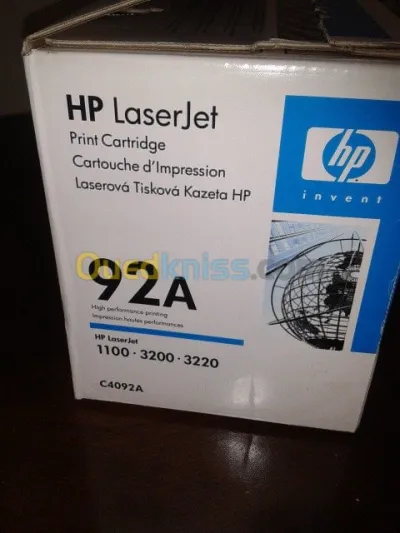 HP LaserJet
Print Cartridge
Cartouche d'Impression
Laserová Tisková Kazeta HP
hp
invent
Ouedkniss.com
92A
High performance printing
Impression hautes performances
HP LaserJet
1100 · 3200 · 3220
C4092A